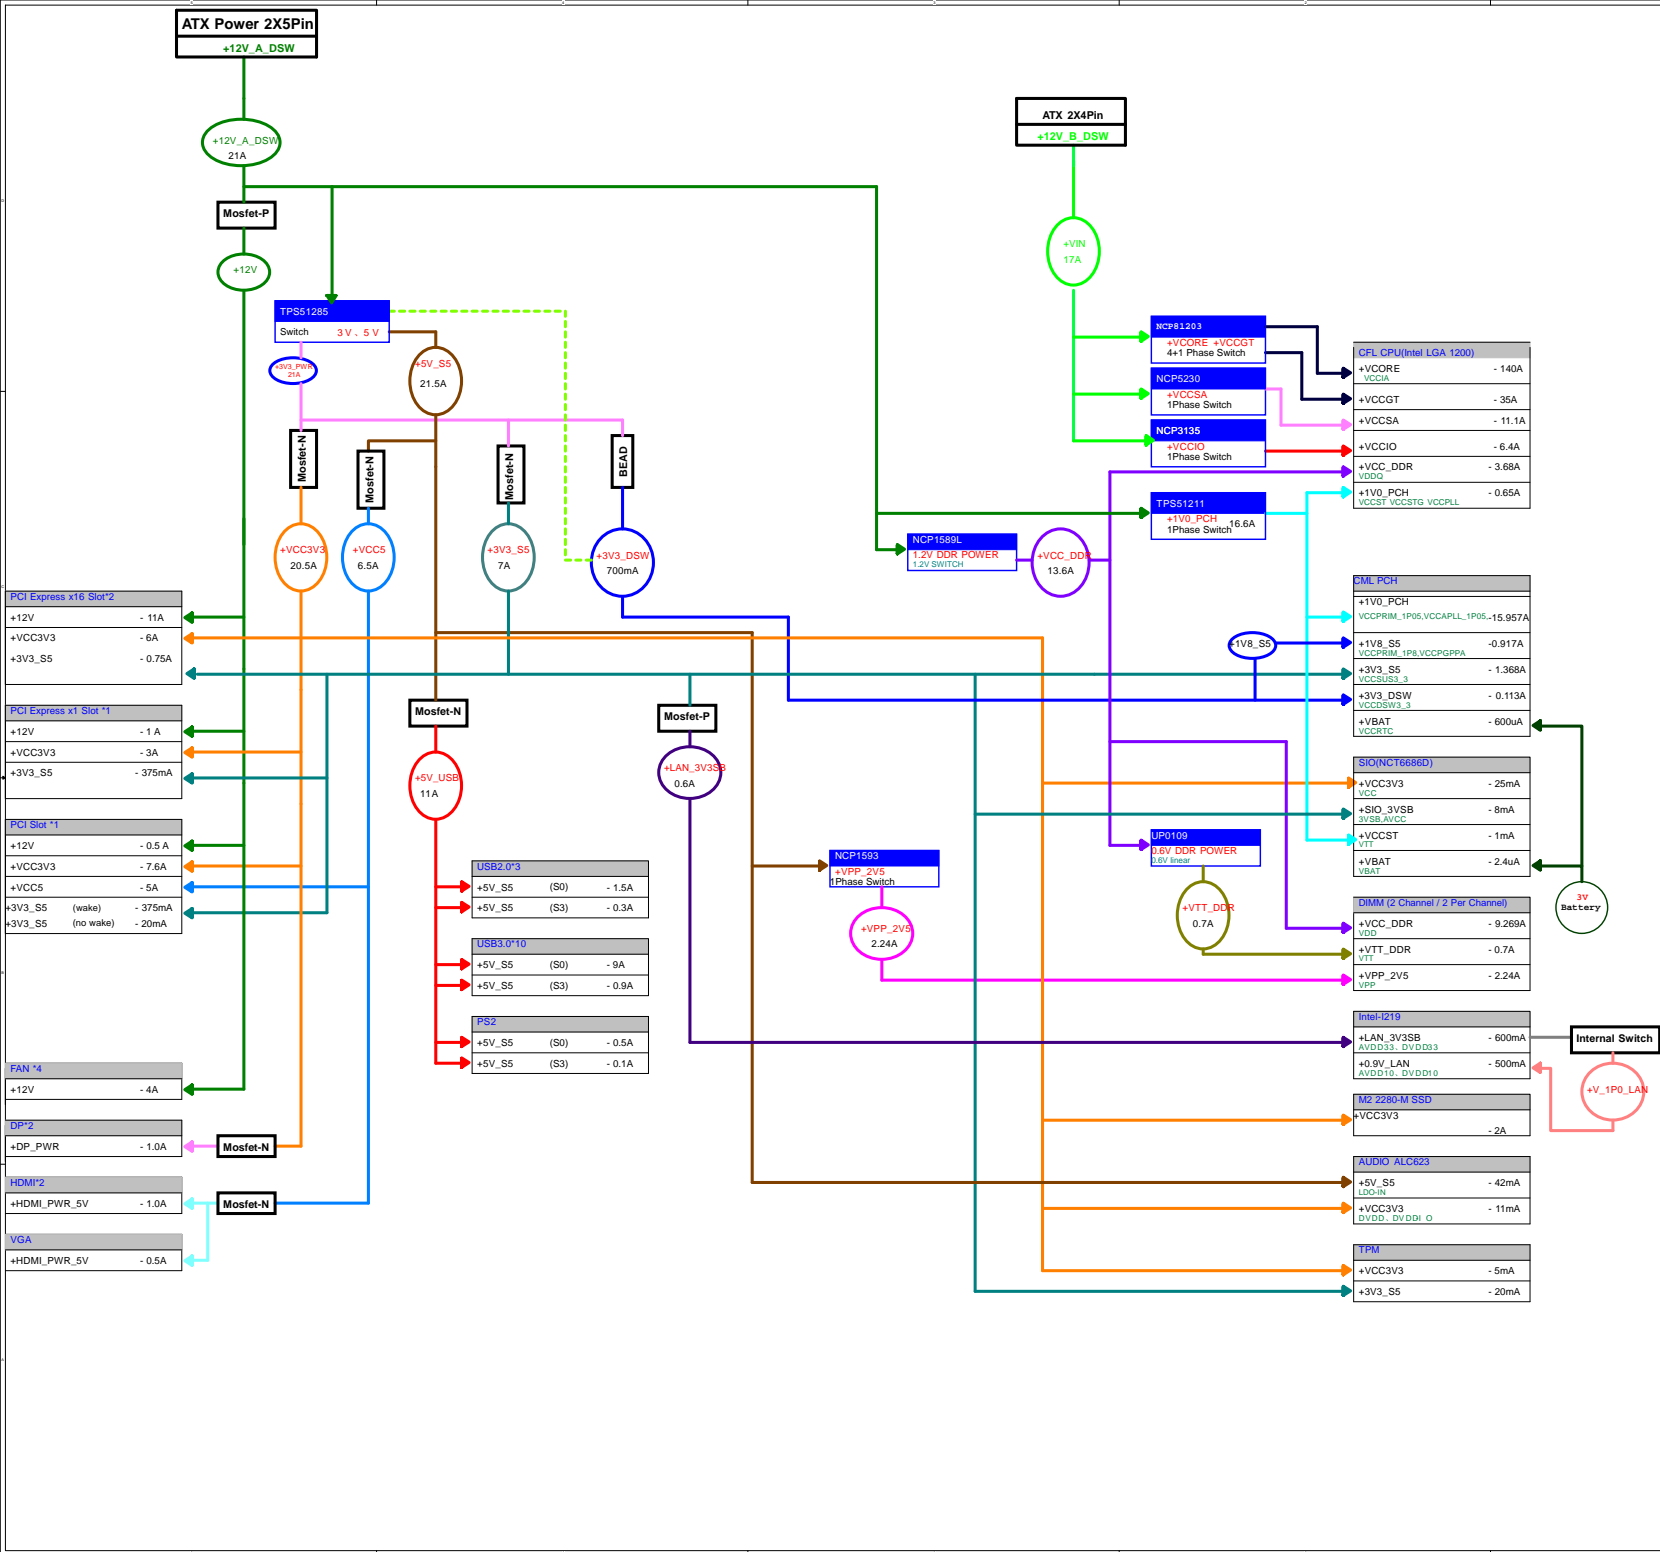 ATX Power 2X5Pin
+12V_A_DSW
+12V_A_DSW
21A
Mosfet-P
+12V
TPS51285
Switch 3V、5V
+3V3_PWR
21A
+5V_S5
21.5A
Mosfet-N
Mosfet-N
Mosfet-N
BEAD
+VCC3V3
20.5A
+VCC5
6.5A
+3V3_S5
7A
+3V3_DSW
700mA
ATX 2X4Pin
+12V_B_DSW
+VIN
17A
NCP81203
+VCORE +VCCGT
4+1 Phase Switch
NCP5230
+VCCSA
1Phase Switch
NCP3135
+VCCIO
1Phase Switch
TPS51211
+1V0_PCH 16.6A
1Phase Switch
NCP1589L
1.2V DDR POWER
1.2V SWITCH
+VCC_DDR
13.6A
CFL CPU(Intel LGA 1200)
+VCORE - 140A
VCCIA
+VCCGT - 35A
+VCCSA - 11.1A
+VCCIO - 6.4A
+VCC_DDR - 3.68A
VDDQ
+1V0_PCH - 0.65A
VCCST VCCSTG VCCPLL
CML PCH
+1V0_PCH
VCCPRIM_1P05,VCCAPLL_1P05, -15.957A
+1V8_S5
+1V8_S5 -0.917A
VCCPRIM_1P8,VCCPGPPA
+3V3_S5 - 1.368A
VCCSUS3_3
+3V3_DSW - 0.113A
VCCDSW3_3
+VBAT - 600uA
VCCRTC
SIO(NCT6686D)
+VCC3V3 - 25mA
VCC
+SIO_3VSB - 8mA
3VSB,AVCC
+VCCST - 1mA
VTT
+VBAT - 2.4uA
VBAT
3V
Battery
DIMM (2 Channel / 2 Per Channel)
+VCC_DDR - 9.269A
VDD
+VTT_DDR - 0.7A
VTT
+VPP_2V5 - 2.24A
VPP
Intel-I219
+LAN_3V3SB - 600mA
AVDD33、DVDD33
+0.9V_LAN - 500mA
AVDD10、DVDD10
Internal Switch
+V_1P0_LAN
M2 2280-M SSD
+VCC3V3
- 2A
AUDIO ALC623
+5V_S5 - 42mA
LDO-IN
+VCC3V3 - 11mA
DVDD、DVDDIO
TPM
+VCC3V3 - 5mA
+3V3_S5 - 20mA
PCI Express x16 Slot*2
+12V - 11A
+VCC3V3 - 6A
+3V3_S5 - 0.75A
PCI Express x1 Slot *1
+12V - 1 A
+VCC3V3 - 3A
+3V3_S5 - 375mA
PCI Slot *1
+12V - 0.5 A
+VCC3V3 - 7.6A
+VCC5 - 5A
+3V3_S5 (wake) - 375mA
+3V3_S5 (no wake) - 20mA
FAN *4
+12V - 4A
DP*2
+DP_PWR - 1.0A
Mosfet-N
HDMI*2
+HDMI_PWR_5V - 1.0A
Mosfet-N
VGA
+HDMI_PWR_5V - 0.5A
Mosfet-N
+5V_USB
11A
USB2.0*3
+5V_S5 (S0) - 1.5A
+5V_S5 (S3) - 0.3A
USB3.0*10
+5V_S5 (S0) - 9A
+5V_S5 (S3) - 0.9A
PS2
+5V_S5 (S0) - 0.5A
+5V_S5 (S3) - 0.1A
Mosfet-P
+LAN_3V3SB
0.6A
NCP1593
+VPP_2V5
1Phase Switch
+VPP_2V5
2.24A
UP0109
0.6V DDR POWER
0.6V linear
+VTT_DDR
0.7A